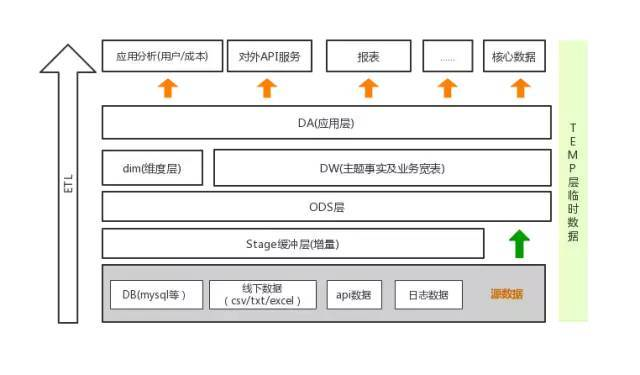 应用分析(用户/成本)
对外API服务
报表
……
核心数据
DA(应用层)
dim(维度层)
DW(主题事实及业务宽表)
ODS层
Stage缓冲层(增量)
DB(mysql等）
线下数据
（csv/txt/excel）
api数据
日志数据
源数据
ETL
TEMP层临时数据